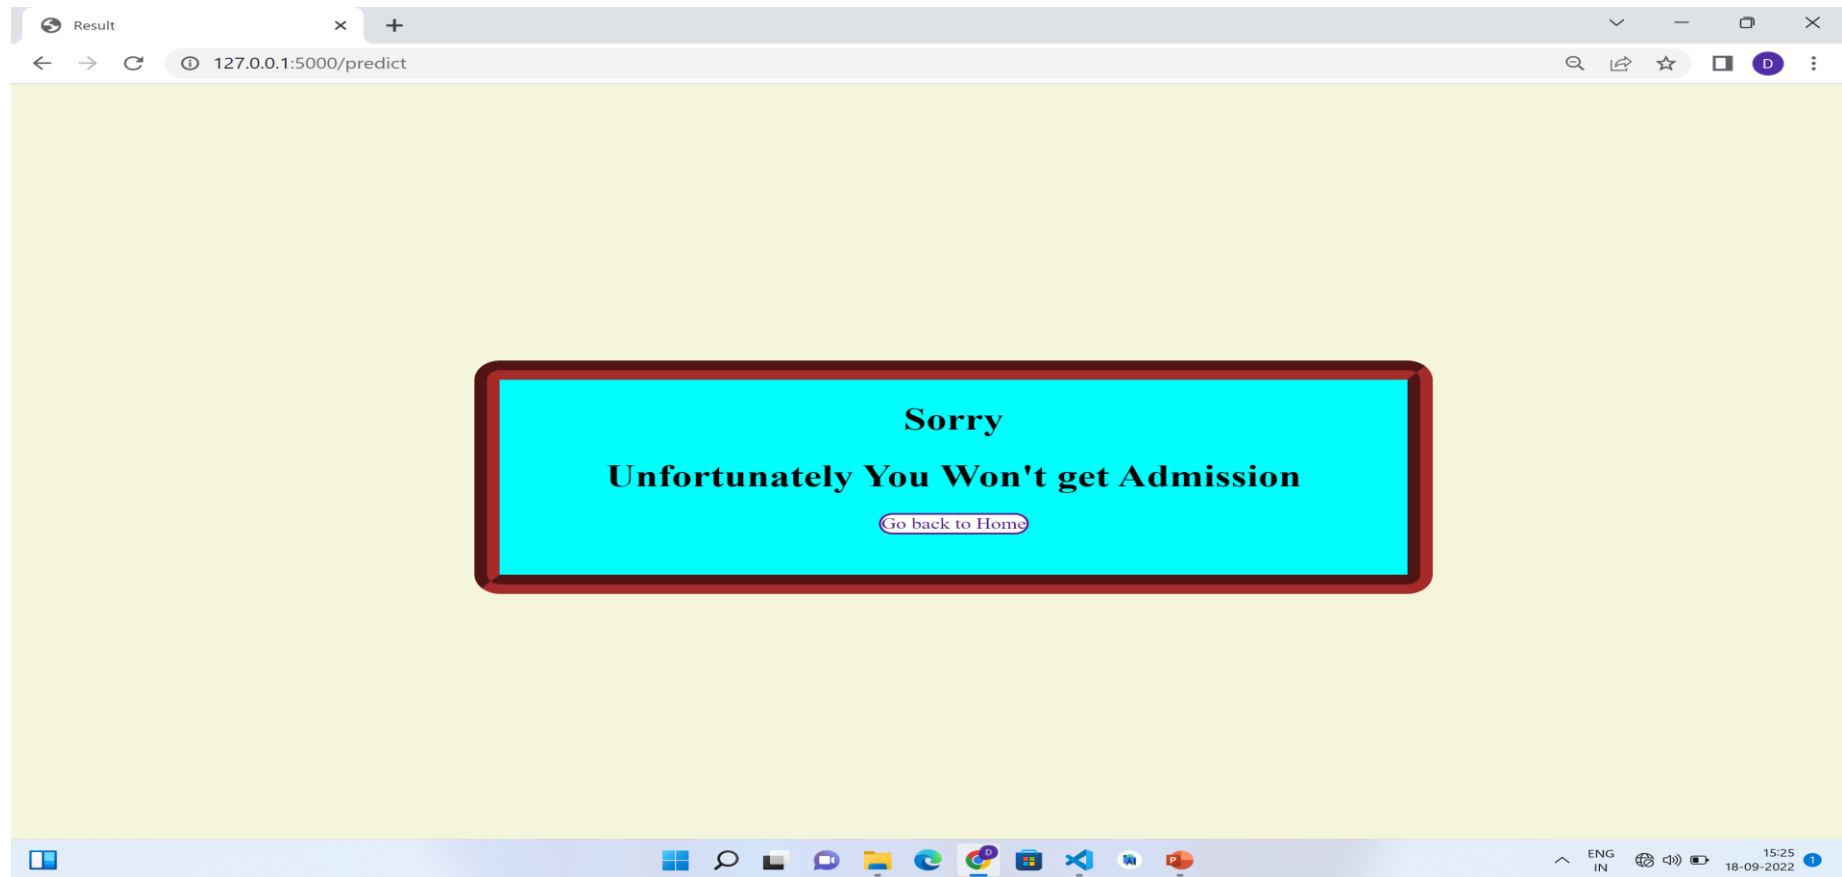 Result
127.0.0.1:5000/predict
D
Sorry
Unfortunately You Won't get Admission
Go back to Home
D
P
ENG
IN
15:25
18-09-2022
1